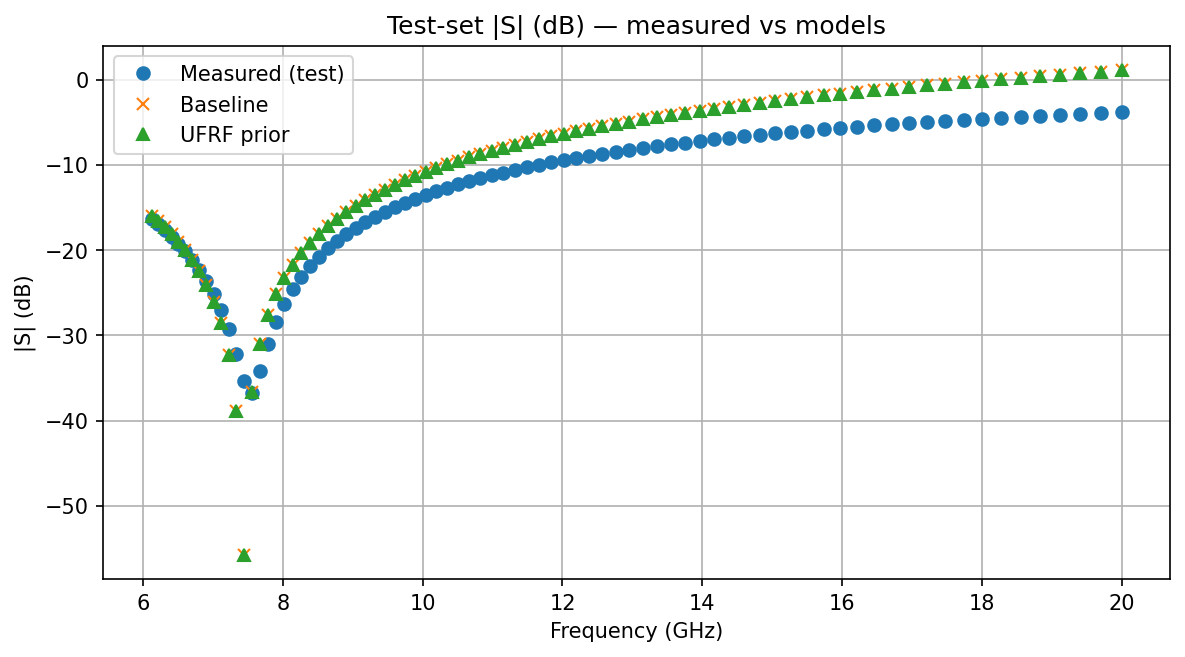 Test-set |S| (dB) — measured vs models
Measured (test)
Baseline
UFRF prior
|S| (dB)
0
−10
−20
−30
−40
−50
6 8 10 12 14 16 18 20
Frequency (GHz)